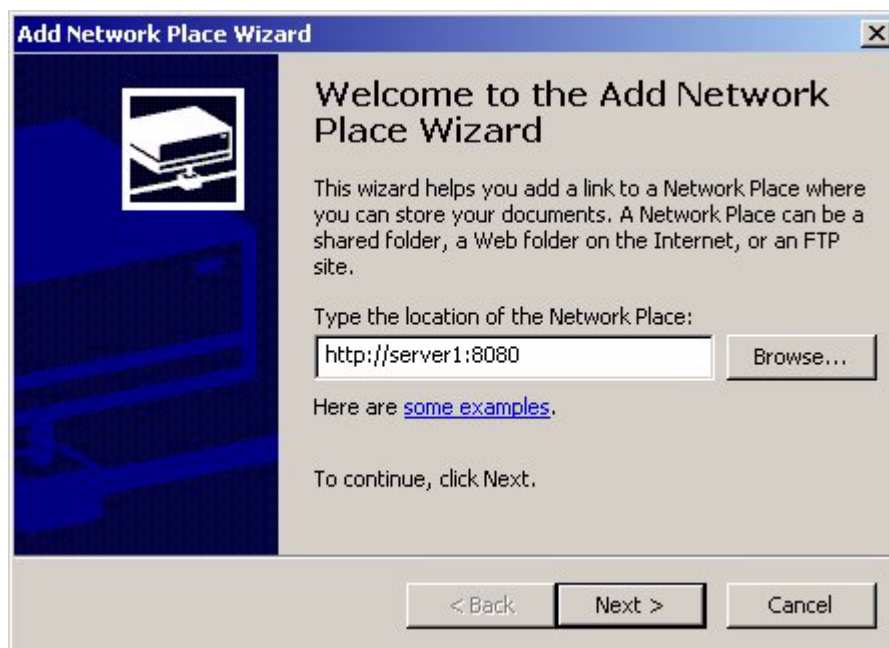 Add Network Place Wizard
Welcome to the Add Network
Place Wizard
This wizard helps you add a link to a Network Place where
you can store your documents. A Network Place can be a
shared folder, a Web folder on the Internet, or an FTP
site.
Type the location of the Network Place:
http://server1:8080
Browse...
Here are some examples.
To continue, click Next.
< Back
Next >
Cancel